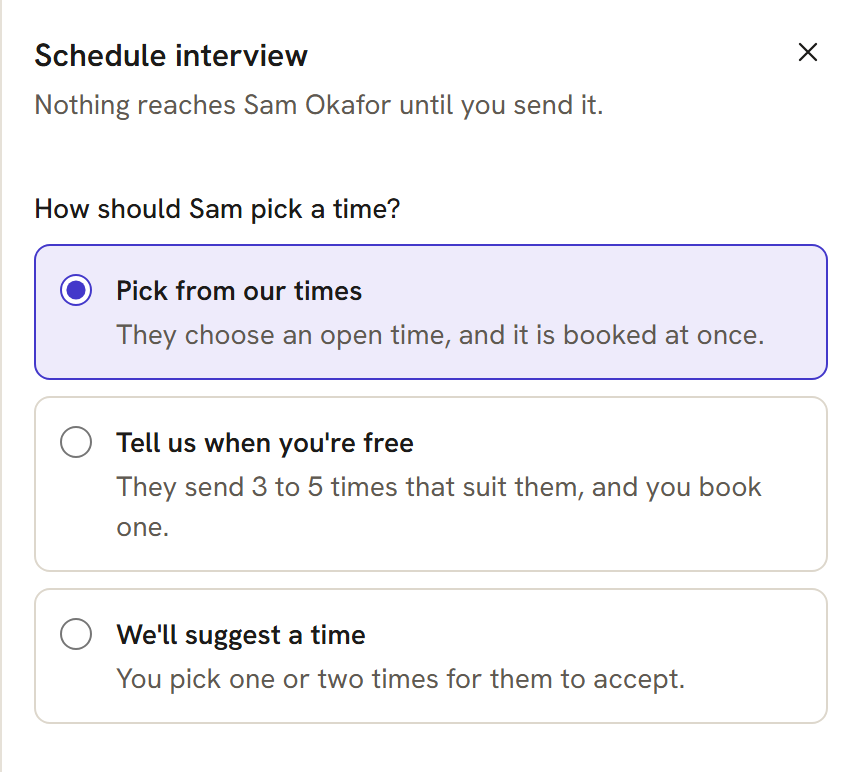 Schedule interview
Nothing reaches Sam Okafor until you send it.
How should Sam pick a time?
Pick from our times
They choose an open time, and it is booked at once.
Tell us when you're free
They send 3 to 5 times that suit them, and you book
one.
We'll suggest a time
You pick one or two times for them to accept.